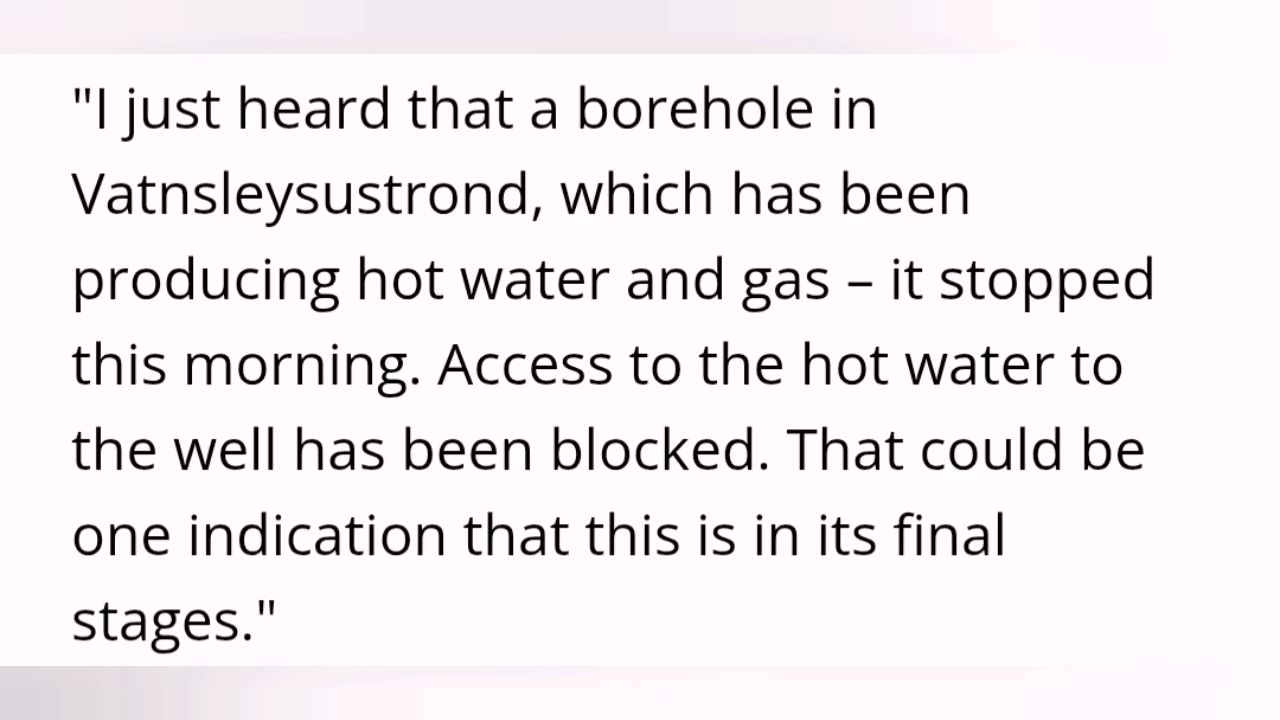 "I just heard that a borehole in
Vatnsleysustrond, which has been
producing hot water and gas – it stopped
this morning. Access to the hot water to
the well has been blocked. That could be
one indication that this is in its final
stages."